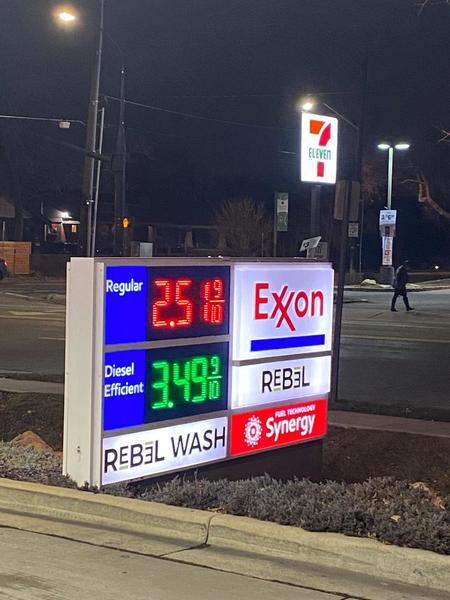 7
ELEVEN
Regular
2.51 9/10
Diesel
Efficient
3.49 9/10
REBEL WASH
Exxon
REBEL
FUEL TECHNOLOGY
Synergy